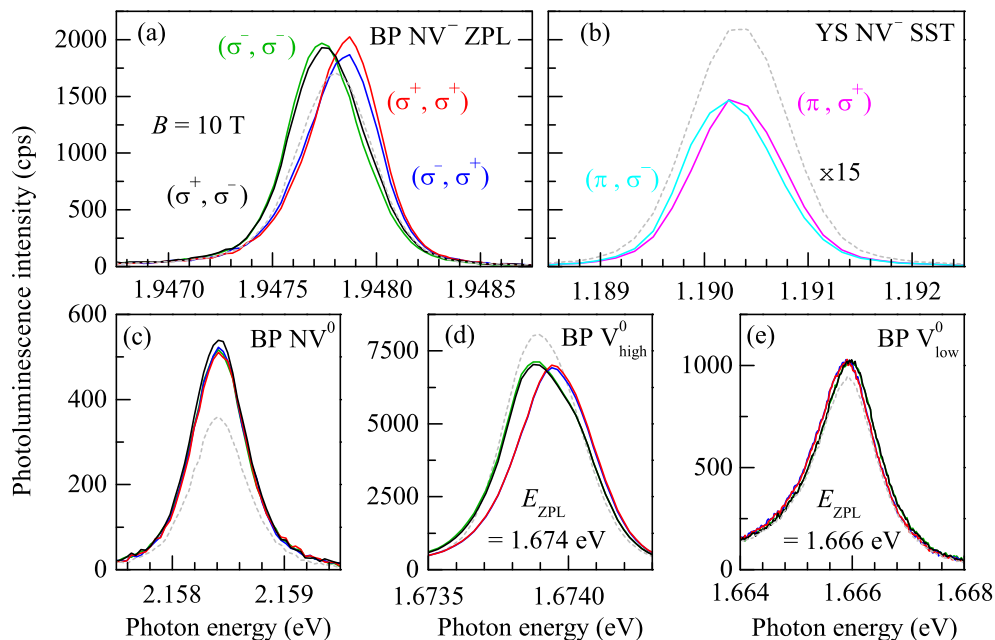 Photoluminescence intensity (cps)
(a)
BP NV⁻ ZPL
(σ⁻, σ⁻)
(σ⁺, σ⁺)
B = 10 T
(σ⁺, σ⁻)
(σ⁻, σ⁺)
2000
1500
1000
500
0
1.9470 1.9475 1.9480 1.9485
(b)
YS NV⁻ SST
(π, σ⁺)
(π, σ⁻)
x15
1.189 1.190 1.191 1.192
(c)
BP NV⁰
600
400
200
0
2.158 2.159
Photon energy (eV)
(d)
BP V⁰high
7500
5000
2500
0
E_ZPL
= 1.674 eV
1.6735 1.6740
Photon energy (eV)
(e)
BP V⁰low
1000
500
0
E_ZPL
= 1.666 eV
1.664 1.666 1.668
Photon energy (eV)